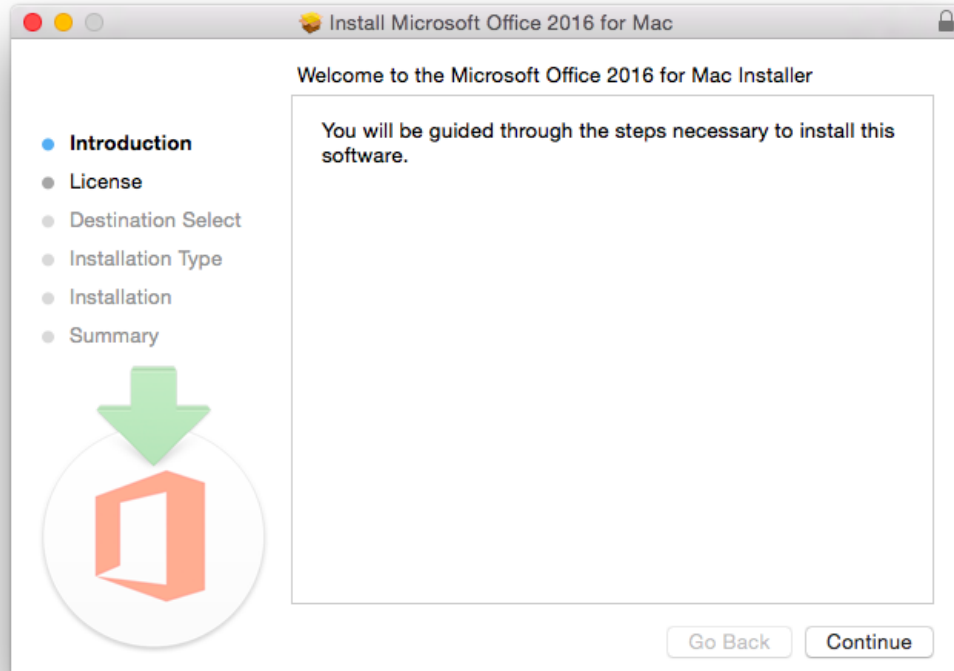 Install Microsoft Office 2016 for Mac
Welcome to the Microsoft Office 2016 for Mac Installer
Introduction
License
Destination Select
Installation Type
Installation
Summary
You will be guided through the steps necessary to install this
software.
Go Back
Continue